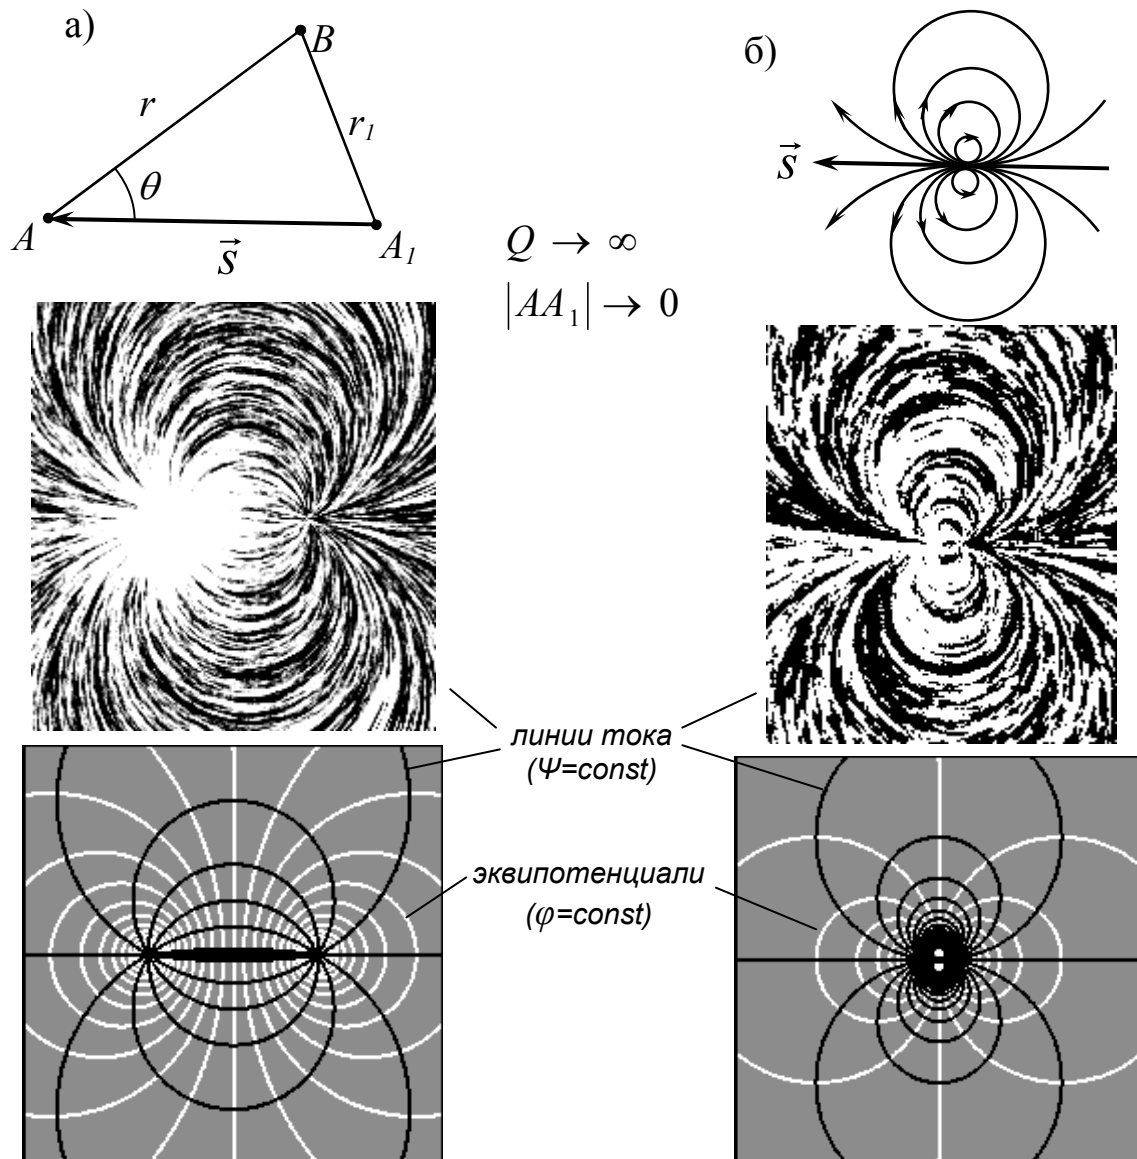 а)
B
r
r₁
θ
A
s⃗
A₁
б)
s⃗
Q → ∞
|AA₁| → 0
линии тока
(Ψ=const)
эквипотенциали
(φ=const)